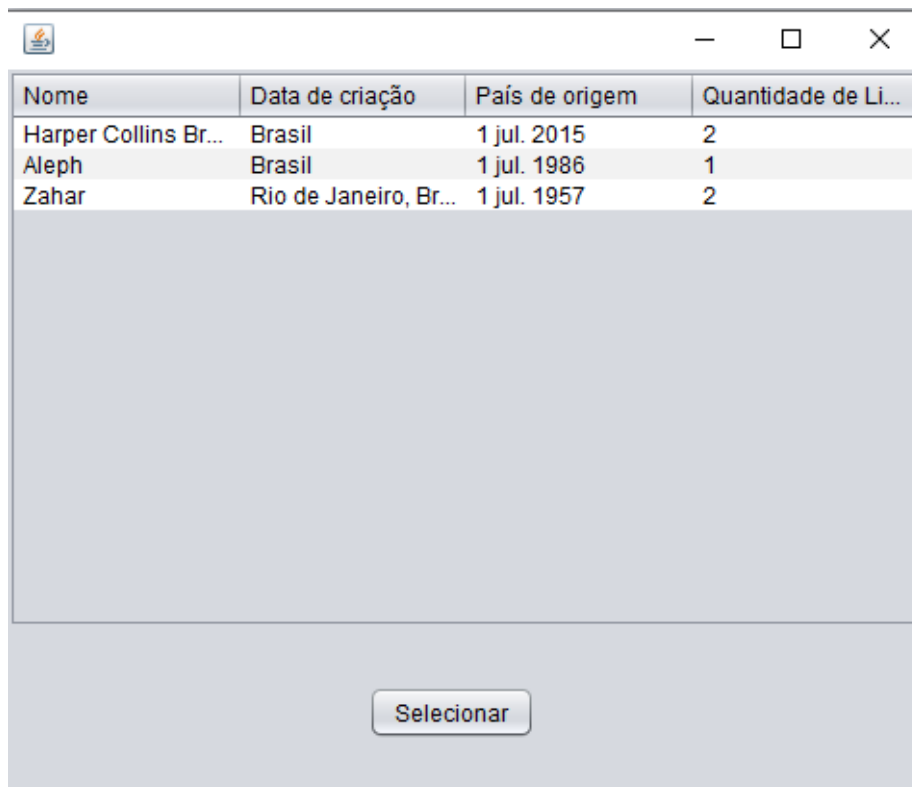 Nome Data de criação País de origem Quantidade de Li...
Harper Collins Br... Brasil 1 jul. 2015 2
Aleph Brasil 1 jul. 1986 1
Zahar Rio de Janeiro, Br... 1 jul. 1957 2
Selecionar